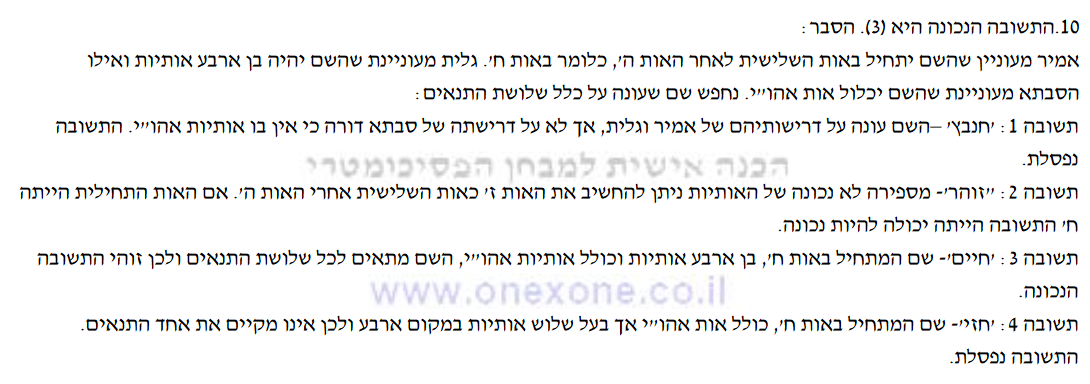 10.התשובה הנכונה היא (3). הסבר:
אמיר מעוניין שהשם יתחיל באות השלישית לאחר האות ה', כלומר באות ח'. גלית מעוניינת שהשם יהיה בן ארבע אותיות ואילו
הסבתא מעוניינת שהשם יכלול אות אהו"י. נחפש שם שעונה על כלל שלושת התנאים:
תשובה 1: 'חנבץ' –השם עונה על דרישותיהם של אמיר וגלית, אך לא על דרישתה של סבתא דורה כי אין בו אותיות אהו"י. התשובה
נפסלת.
הכנה אישית למבחן הפסיכומטרי
תשובה 2: ''זוהר'- מספירה לא נכונה של האותיות ניתן להחשיב את האות ז' כאות השלישית אחרי האות ה'. אם האות התחילית הייתה
ח' התשובה הייתה יכולה להיות נכונה.
תשובה 3: 'חיים'- שם המתחיל באות ח', בן ארבע אותיות וכולל אותיות אהו"י, השם מתאים לכל שלושת התנאים ולכן זוהי התשובה
הנכונה.
www.onexone.co.il
תשובה 4: 'חזי'- שם המתחיל באות ח', כולל אות אהו"י אך בעל שלוש אותיות במקום ארבע ולכן אינו מקיים את אחד התנאים.
התשובה נפסלת.